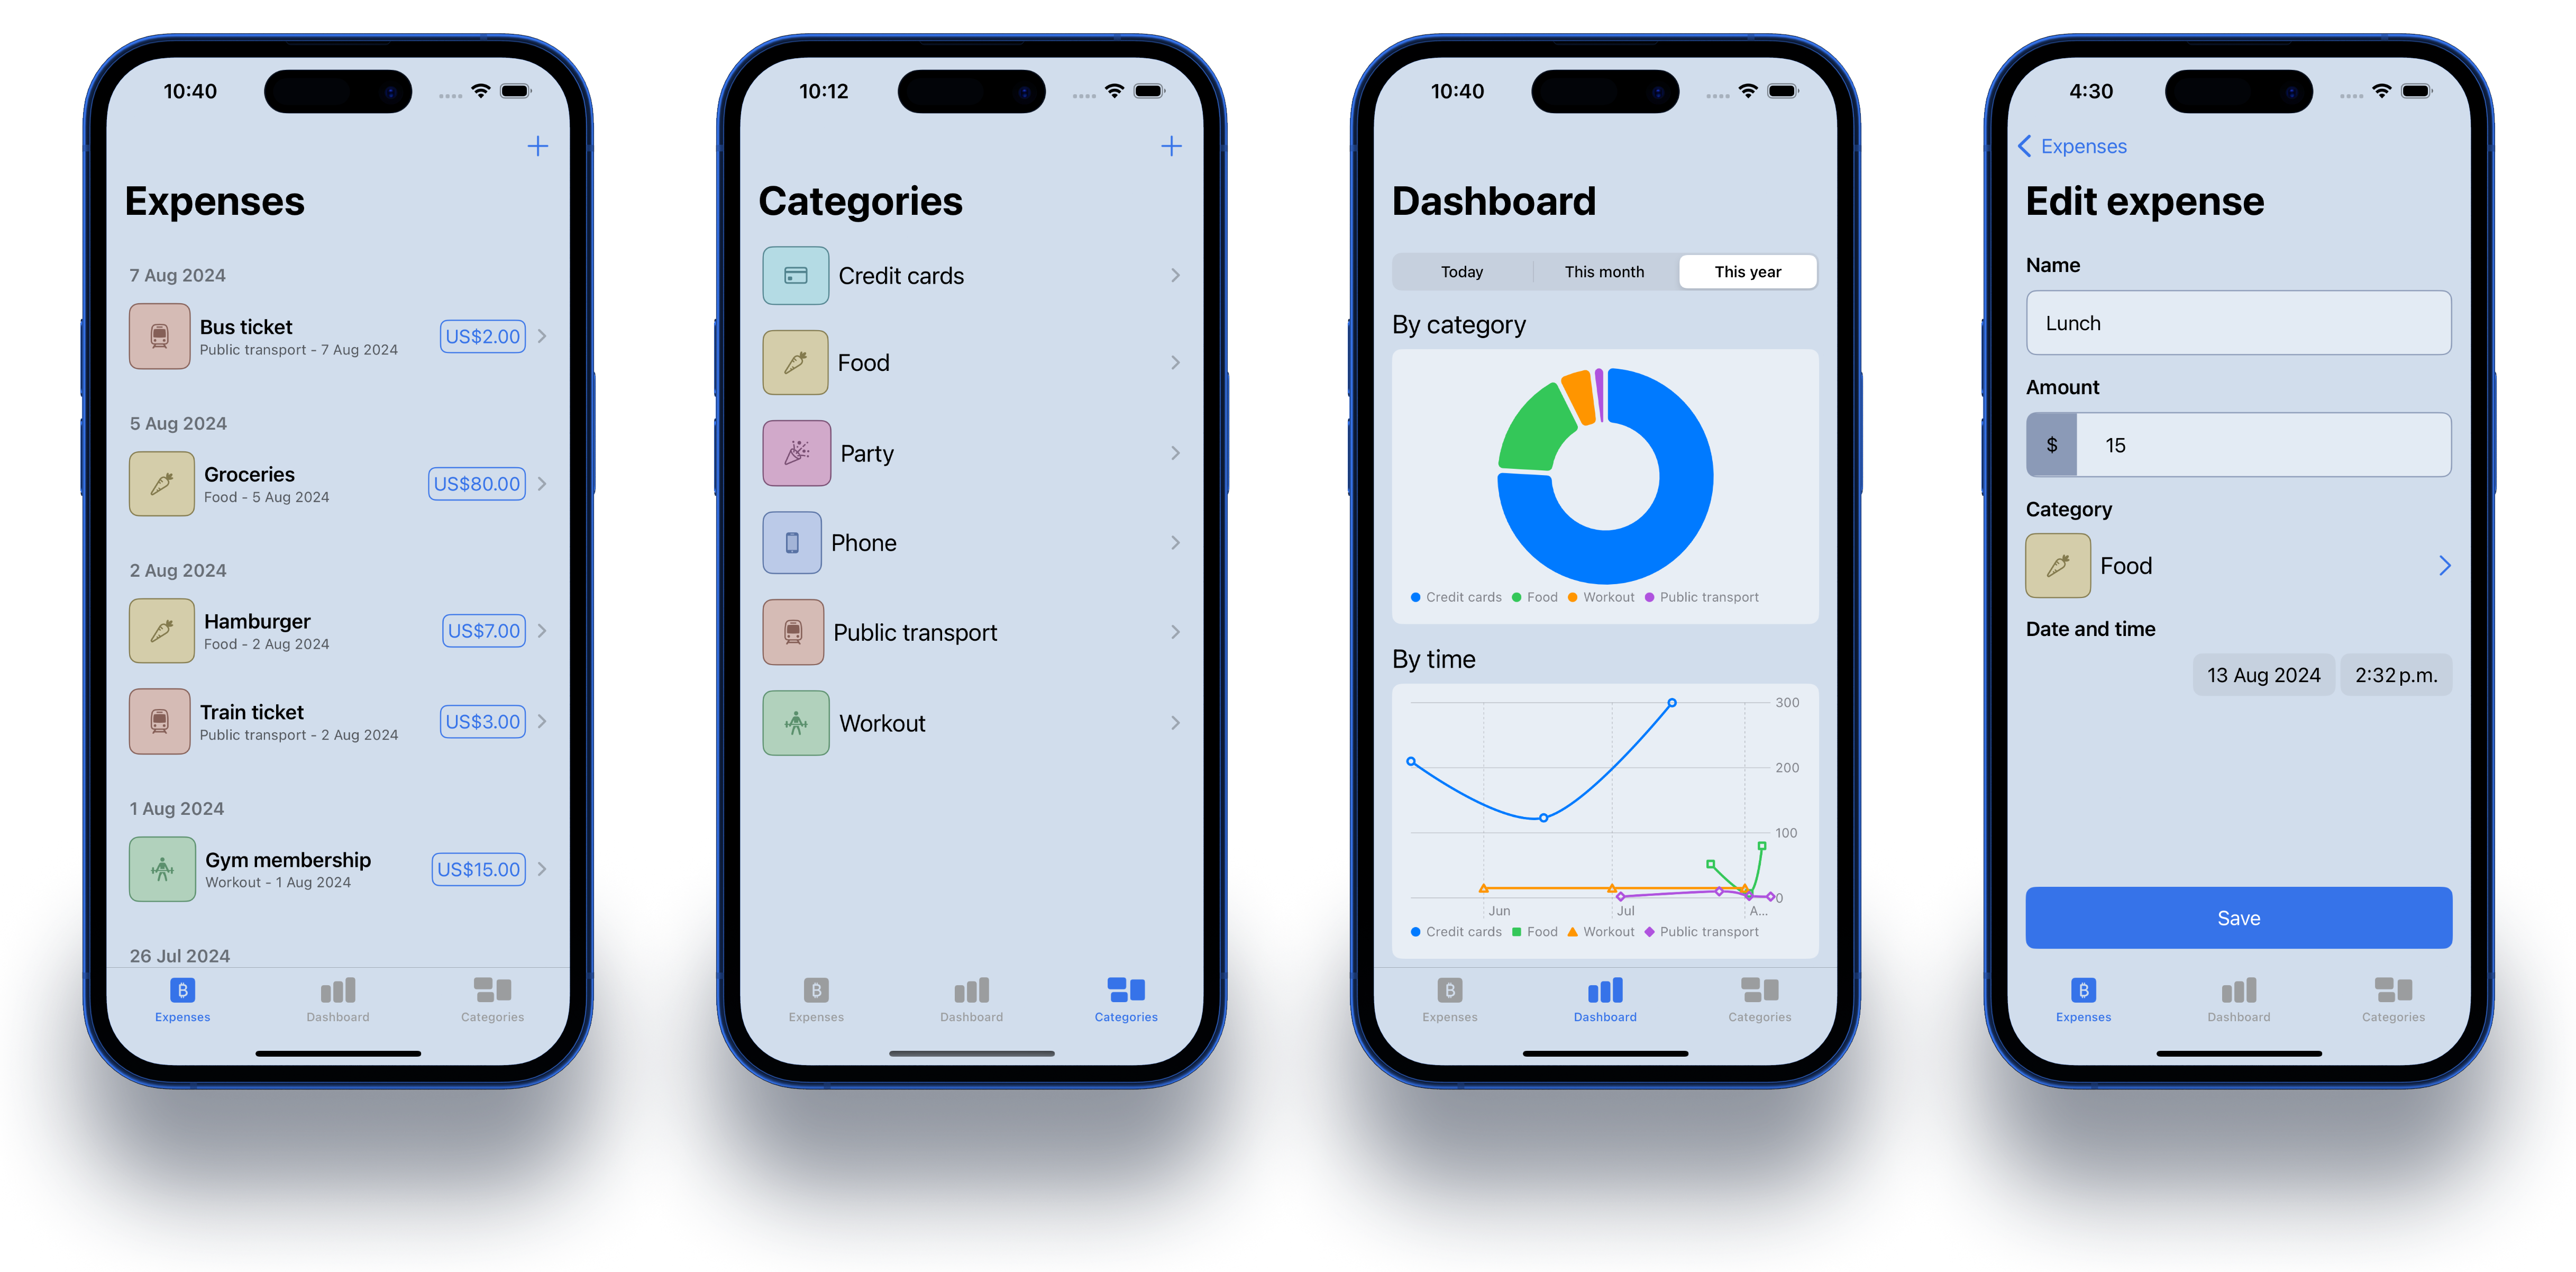 10:40
Expenses
7 Aug 2024
Bus ticket
Public transport - 7 Aug 2024
US$2.00
5 Aug 2024
Groceries
Food - 5 Aug 2024
US$80.00
2 Aug 2024
Hamburger
Food - 2 Aug 2024
US$7.00
Train ticket
Public transport - 2 Aug 2024
US$3.00
1 Aug 2024
Gym membership
Workout - 1 Aug 2024
US$15.00
26 Jul 2024
Expenses
Dashboard
Categories
10:12
Categories
Credit cards
Food
Party
Phone
Public transport
Workout
Expenses
Dashboard
Categories
10:40
Dashboard
Today
This month
This year
By category
Credit cards
Food
Workout
Public transport
By time
300
200
100
0
Jun
Jul
A...
Credit cards
Food
Workout
Public transport
Expenses
Dashboard
Categories
4:30
Expenses
Edit expense
Name
Lunch
Amount
$ 15
Category
Food
Date and time
13 Aug 2024
2:32 p.m.
Save
Expenses
Dashboard
Categories